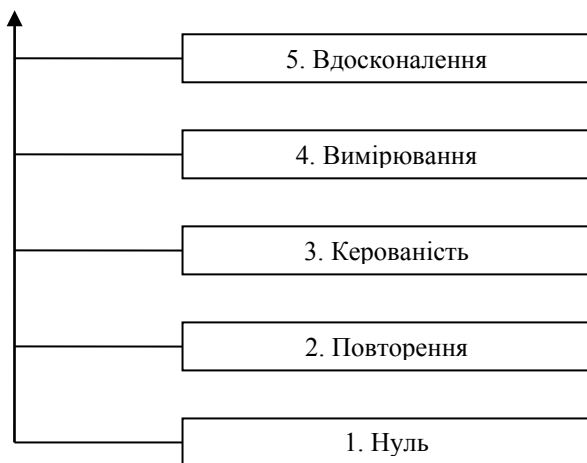 5. Вдосконалення
4. Вимірювання
3. Керованість
2. Повторення
1. Нуль